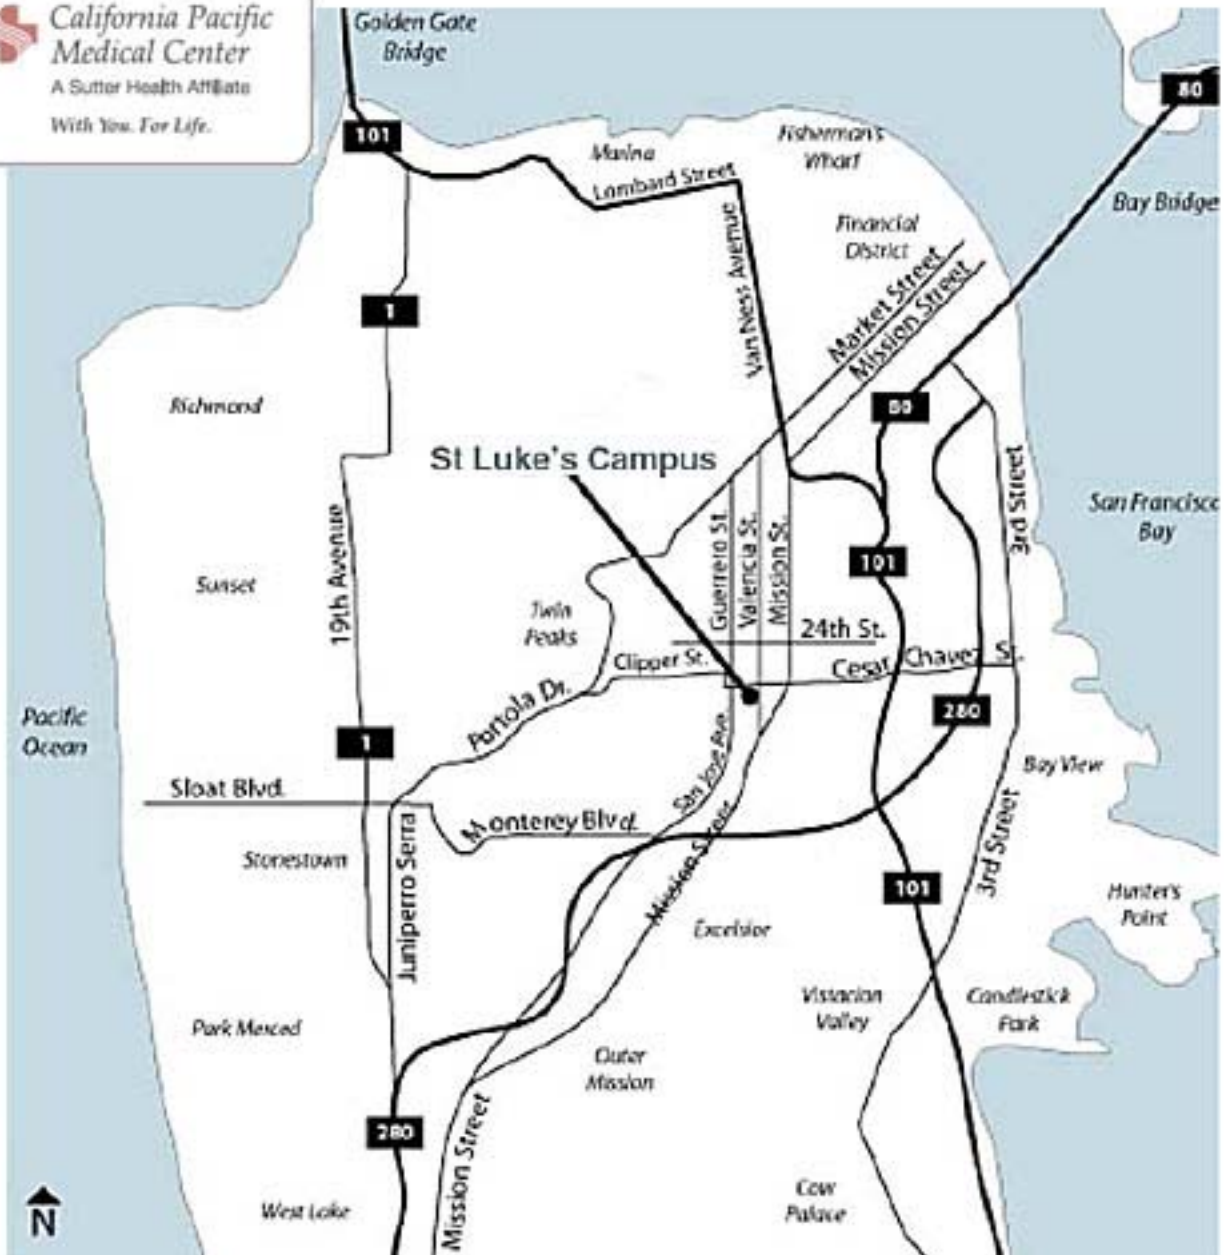 California Pacific
Medical Center
A Sutter Health Affiliate
With You. For Life.
Golden Gate
Bridge
80
101
Marina
Fisherman's
Wharf
Lombard Street
Bay Bridge
Van Ness Avenue
Financial
District
Market Street
Mission Street
1
Richmond
80
St Luke's Campus
3rd Street
San Francisco
Bay
19th Avenue
Guerrero St.
Valencia St.
Mission St.
101
Sunset
Twin
Peaks
24th St.
Clipper St.
Cesar Chavez St.
Portola Dr.
280
Pacific
Ocean
1
San Jose Ave.
Bay View
Sloat Blvd.
Monterey Blvd.
Mission Street
3rd Street
Stonestown
Juniperro Serra
101
Hunter's
Point
Excelsior
Park Merced
Vistacion
Valley
Candlestick
Park
Outer
Mission
280
Mission Street
N
West Lake
Cow
Palace